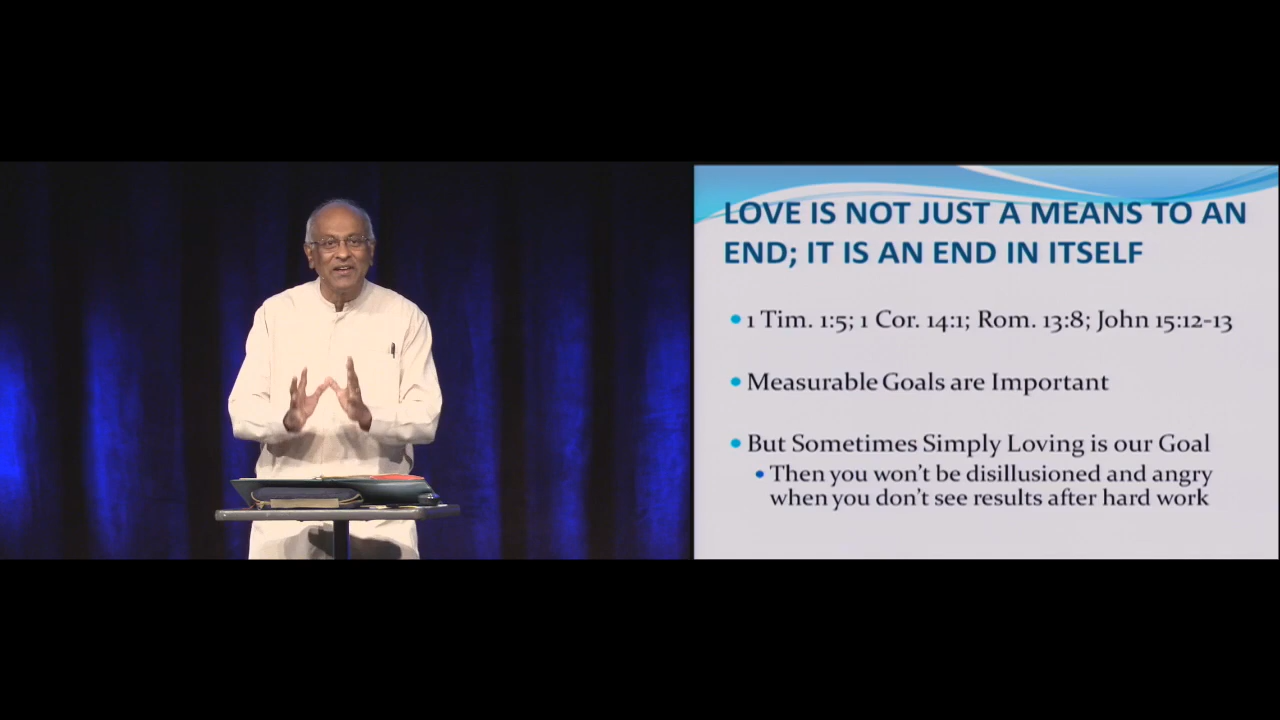 LOVE IS NOT JUST A MEANS TO AN
END; IT IS AN END IN ITSELF
1 Tim. 1:5; 1 Cor. 14:1; Rom. 13:8; John 15:12-13
Measurable Goals are Important
But Sometimes Simply Loving is our Goal
Then you won't be disillusioned and angry
when you don't see results after hard work